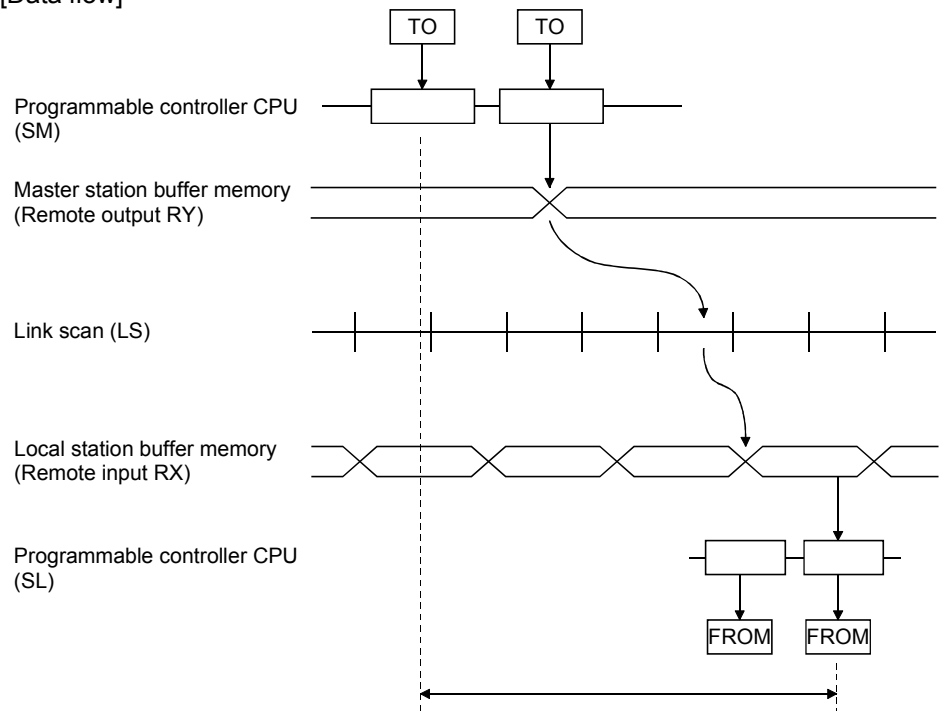 [Data flow]
TO TO
Programmable controller CPU
(SM)
Master station buffer memory
(Remote output RY)
Link scan (LS)
Local station buffer memory
(Remote input RX)
Programmable controller CPU
(SL)
FROM FROM